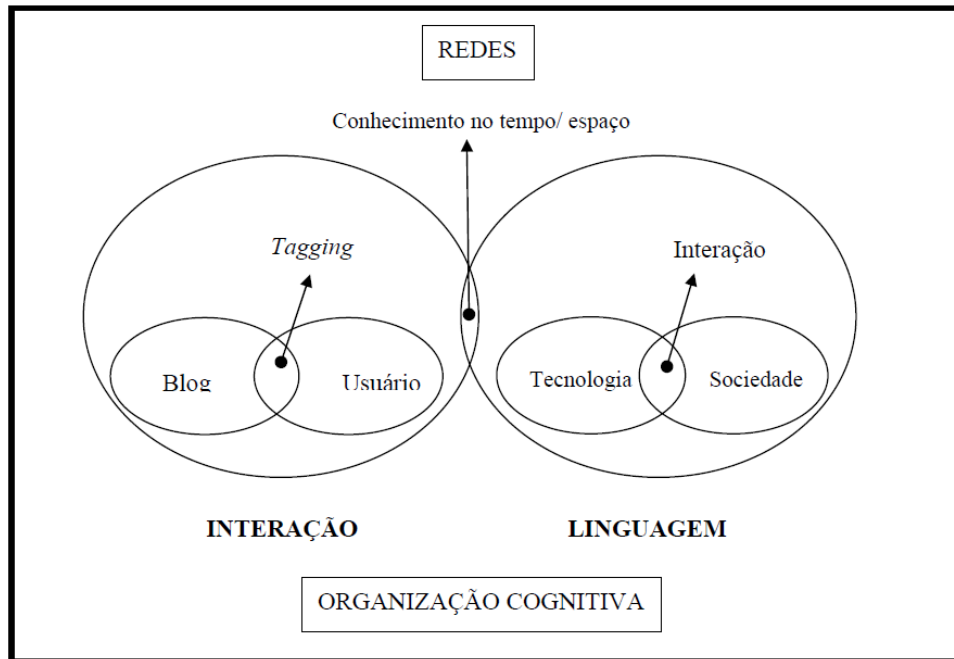 REDES
Conhecimento no tempo/ espaço
Tagging
Interação
Blog
Usuário
Tecnologia
Sociedade
INTERAÇÃO
LINGUAGEM
ORGANIZAÇÃO COGNITIVA